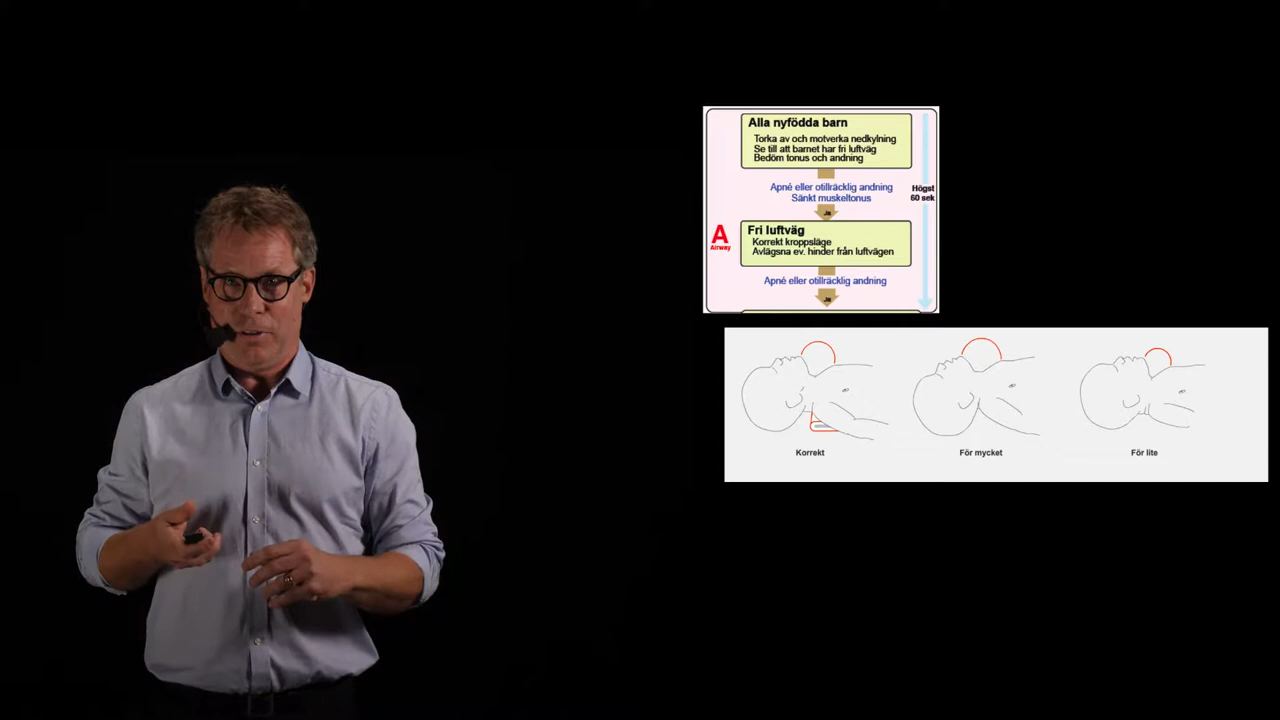 Alla nyfödda barn
Torka av och motverka nedkylning
Se till att barnet har fri luftväg
Bedöm tonus och andning
Apné eller otillräcklig andning
Sänkt muskeltonus
Högst
60 sek
Ja
A
Airway
Fri luftväg
Korrekt kroppsläge
Avlägsna ev. hinder från luftvägen
Apné eller otillräcklig andning
Ja
Korrekt
För mycket
För lite